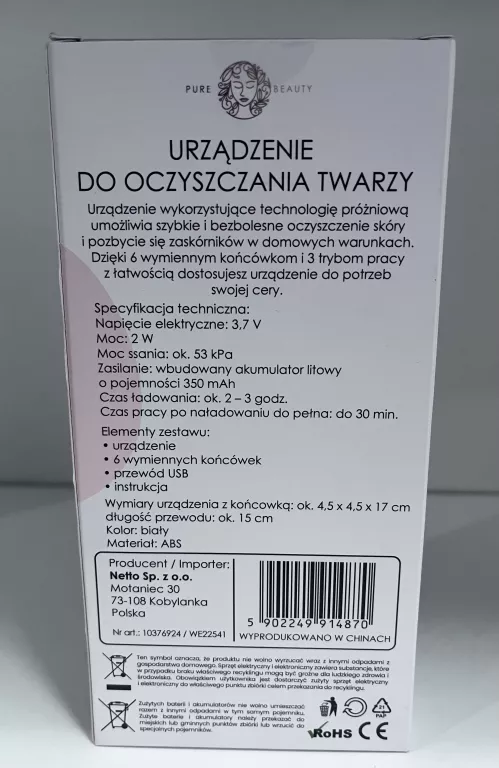 PURE BEAUTY
URZĄDZENIE
DO OCZYSZCZANIA TWARZY
Urządzenie wykorzystujące technologię próżniową
umożliwia szybkie i bezbolesne oczyszczenie skóry
i pozbycie się zaskórników w domowych warunkach.
Dzięki 6 wymiennym końcówkom i 3 trybom pracy
z łatwością dostosujesz urządzenie do potrzeb
swojej cery.
Specyfikacja techniczna:
Napięcie elektryczne: 3,7 V
Moc: 2 W
Moc ssania: ok. 53 kPa
Zasilanie: wbudowany akumulator litowy
o pojemności 350 mAh
Czas ładowania: ok. 2 – 3 godz.
Czas pracy po naładowaniu do pełna: do 30 min.
Elementy zestawu:
• urządzenie
• 6 wymiennych końcówek
• przewód USB
• instrukcja
Wymiary urządzenia z końcówką: ok. 4,5 x 4,5 x 17 cm
długość przewodu: ok. 15 cm
Kolor: biały
Materiał: ABS
Producent / Importer:
Netto Sp. z o.o.
Motaniec 30
73-108 Kobylanka
Polska
Nr art.: 10376924 / WE22541
5 902249 914870
WYPRODUKOWANO W CHINACH
Ten symbol oznacza, że produktu nie wolno wyrzucać wraz z innymi odpadami z
gospodarstwa domowego. Sprzęt elektryczny i elektroniczny zawiera substancje, które
w przypadku braku właściwego recyklingu mogą być groźne dla ludzkiego zdrowia i
środowiska. Obowiązkiem użytkownika jest dostarczyć zużyty sprzęt elektryczny
i elektroniczny do właściwego punktu zbiórki celem przekazania do recyklingu.
Zużytych baterii i akumulatorów nie wolno umieszczać
razem z innymi odpadami w tym samym pojemniku.
Zużyte baterie i akumulatory należy przekazać do
miejskich lub gminnych punktów zbiórki lub wrzucić do
specjalnych pojemników.
21
PAP
RoHS CE